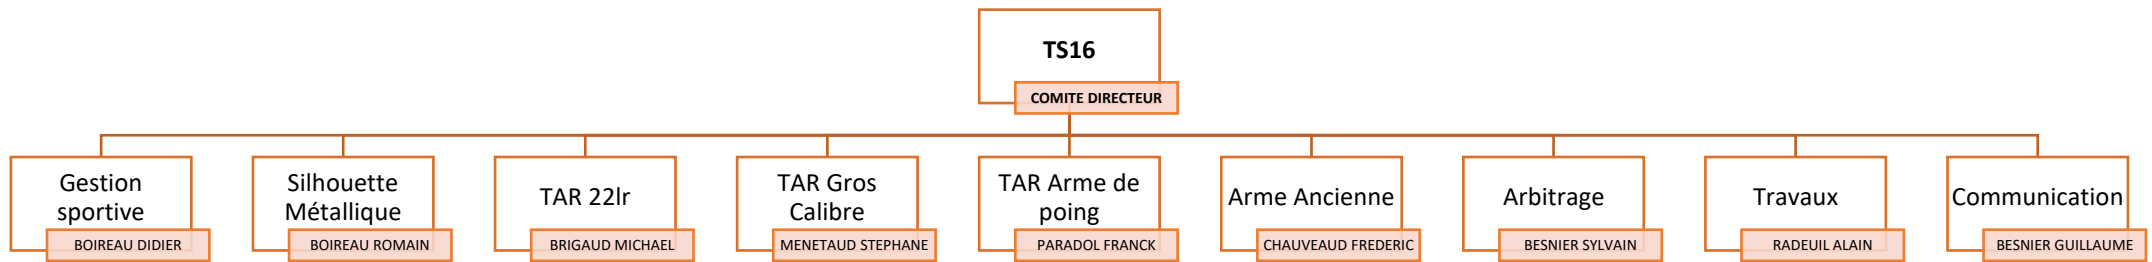 TS16
COMITE DIRECTEUR
Gestion
sportive
BOIREAU DIDIER
Silhouette
Métallique
BOIREAU ROMAIN
TAR 22lr
BRIGAUD MICHAEL
TAR Gros
Calibre
MENETAUD STEPHANE
TAR Arme de
poing
PARADOL FRANCK
Arme Ancienne
CHAUVEAUD FREDERIC
Arbitrage
BESNIER SYLVAIN
Travaux
RADEUIL ALAIN
Communication
BESNIER GUILLAUME